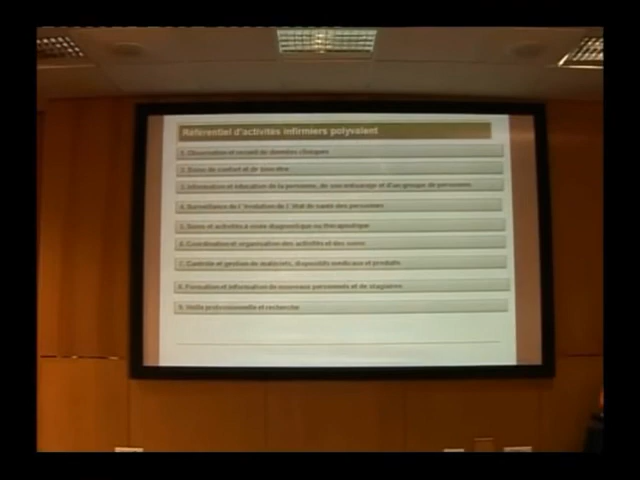 Référentiel d'activités infirmiers polyvalent
1. Observation et recueil de données cliniques
2. Soins de confort et de bien-être
3. Information et éducation de la personne, de son entourage et d'un groupe de personnes
4. Surveillance de l'évolution de l'état de santé des personnes
5. Soins et activités à visée diagnostique ou thérapeutique
6. Coordination et organisation des activités et des soins
7. Contrôle et gestion de matériels, dispositifs médicaux et produits
8. Formation et information de nouveaux personnels et de stagiaires
9. Veille professionnelle et recherche